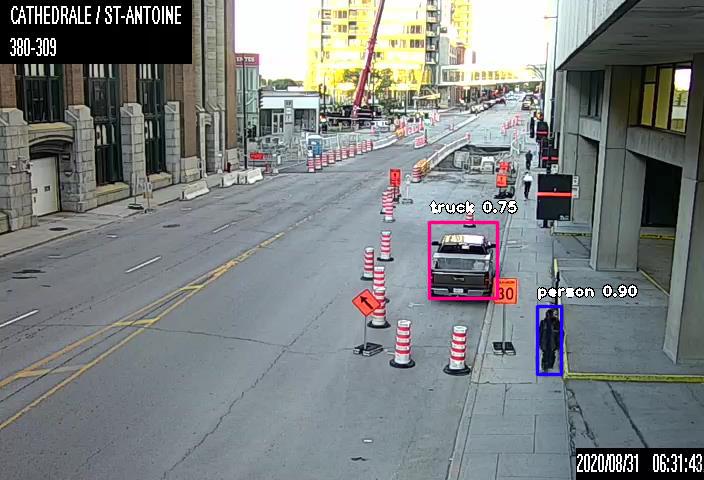 CATHEDRALE / ST-ANTOINE
380-309
truck 0.75
30
person 0.90
2020/08/31 06:31:43